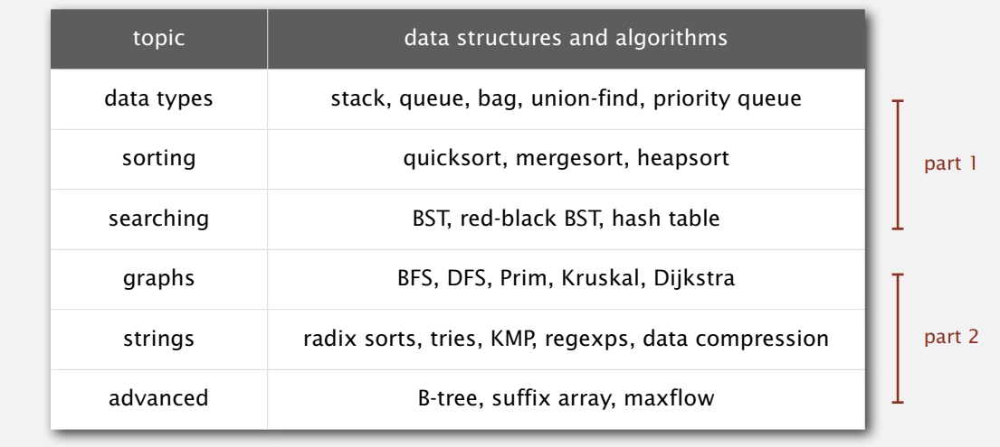 topic data structures and algorithms
data types stack, queue, bag, union-find, priority queue
sorting quicksort, mergesort, heapsort
part 1
searching BST, red-black BST, hash table
graphs BFS, DFS, Prim, Kruskal, Dijkstra
strings radix sorts, tries, KMP, regexps, data compression
part 2
advanced B-tree, suffix array, maxflow